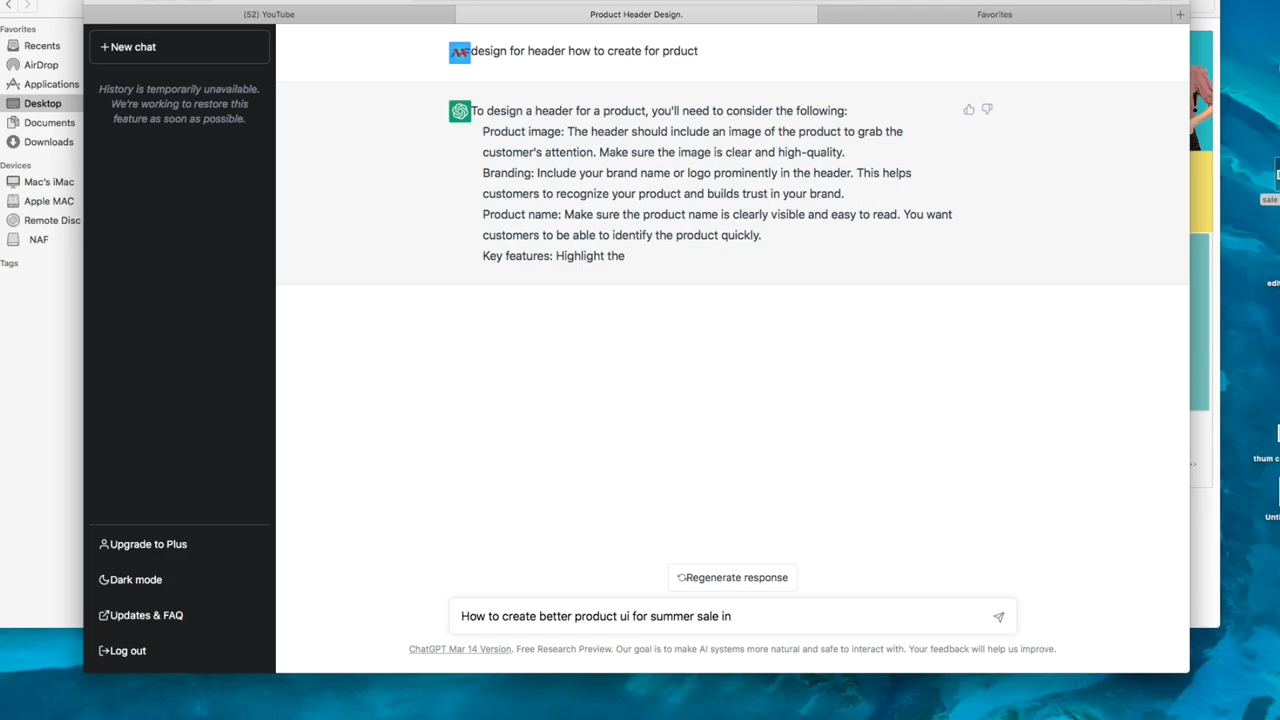 (52) YouTube
Product Header Design.
Favorites
Favorites
Recents
AirDrop
Applications
Desktop
Documents
Downloads
Devices
Mac's iMac
Apple MAC
Remote Disc
NAF
Tags
+New chat
History is temporarily unavailable.
We're working to restore this
feature as soon as possible.
Upgrade to Plus
Dark mode
Updates & FAQ
Log out
design for header how to create for prduct
To design a header for a product, you'll need to consider the following:
Product image: The header should include an image of the product to grab the
customer's attention. Make sure the image is clear and high-quality.
Branding: Include your brand name or logo prominently in the header. This helps
customers to recognize your product and builds trust in your brand.
Product name: Make sure the product name is clearly visible and easy to read. You want
customers to be able to identify the product quickly.
Key features: Highlight the
Regenerate response
How to create better product ui for summer sale in
ChatGPT Mar 14 Version. Free Research Preview. Our goal is to make AI systems more natural and safe to interact with. Your feedback will help us improve.
sale
edi
thum c
Unt